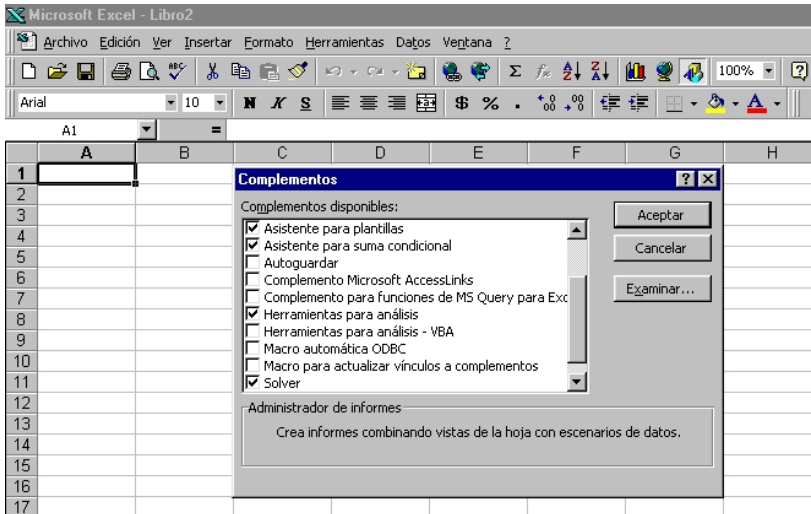 Microsoft Excel - Libro2
Archivo Edición Ver Insertar Formato Herramientas Datos Ventana ?
ABC Σ fx A Z Z A 100% ?
Arial 10 N K S $ % , A
A1 =
A B C D E F G H
1
2
3
4
5
6
7
8
9
10
11
12
13
14
15
16
17
Complementos ? X
Complementos disponibles:
Asistente para plantillas
Asistente para suma condicional
Autoguardar
Complemento Microsoft AccessLinks
Complemento para funciones de MS Query para Exc
Herramientas para análisis
Herramientas para análisis - VBA
Macro automática ODBC
Macro para actualizar vínculos a complementos
Solver
Aceptar
Cancelar
Examinar...
Administrador de informes
Crea informes combinando vistas de la hoja con escenarios de datos.